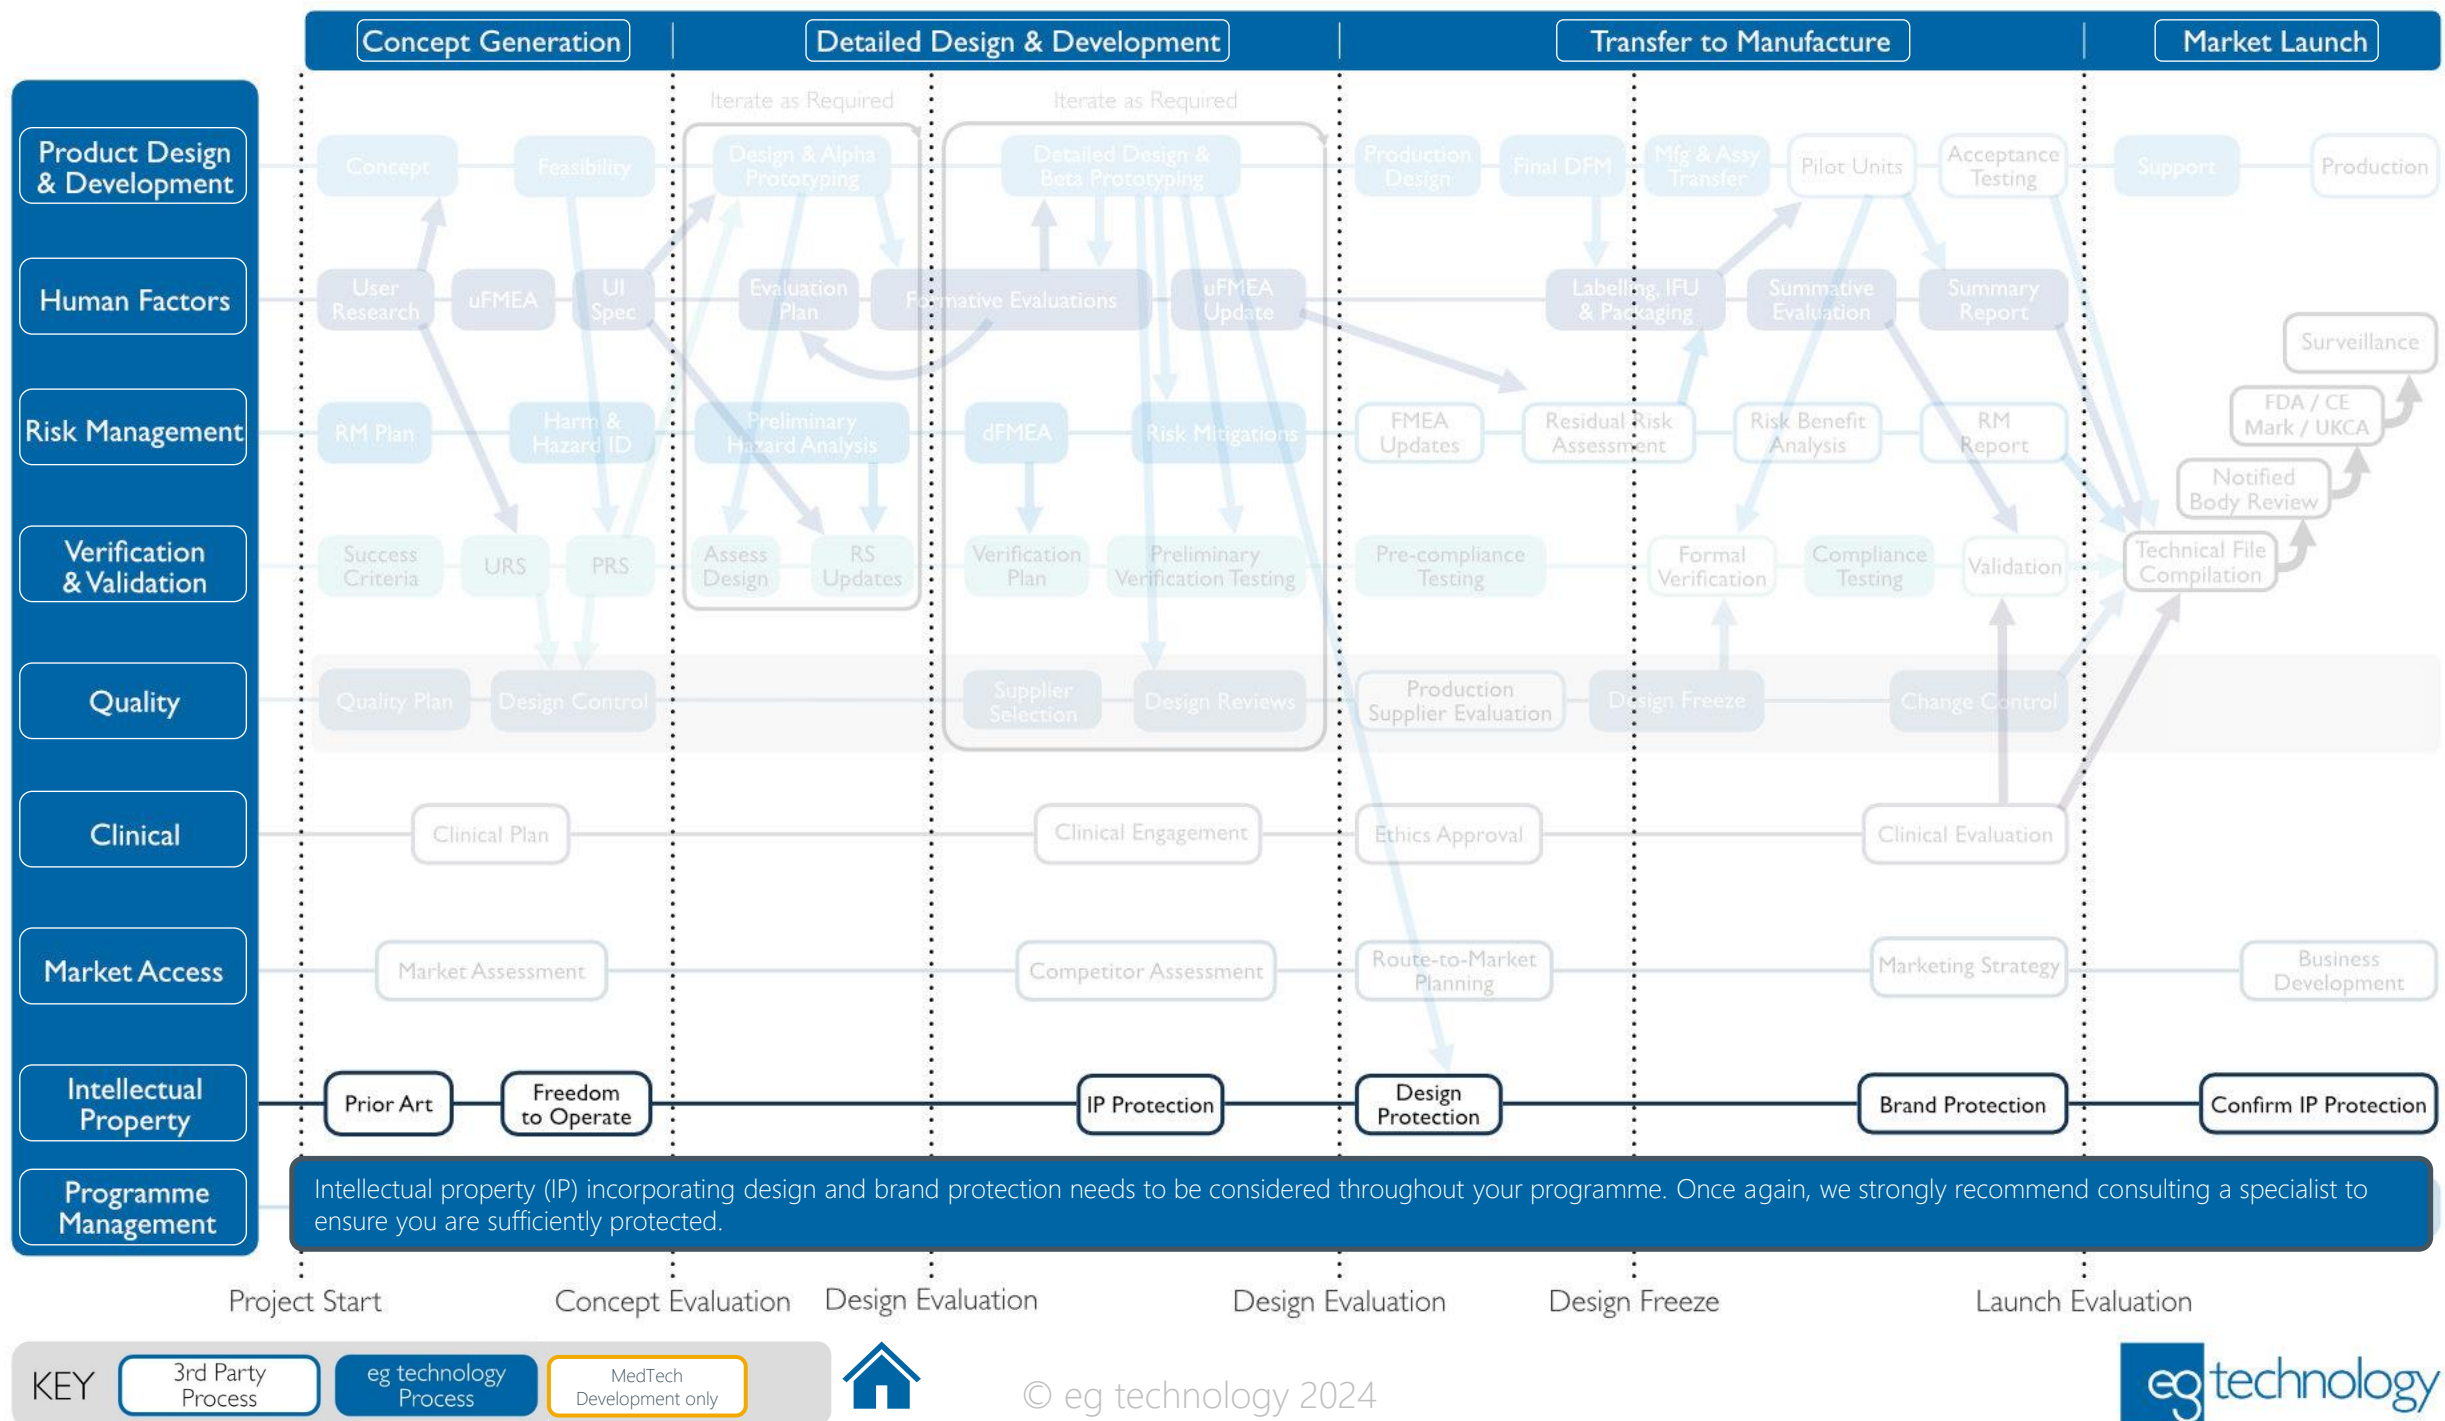 Concept Generation
Detailed Design & Development
Transfer to Manufacture
Market Launch
Iterate as Required
Iterate as Required
Product Design
& Development
Concept
Feasibility
Design & Alpha
Prototyping
Detailed Design &
Beta Prototyping
Production
Design
Final DFM
Mfg & Assy
Transfer
Pilot Units
Acceptance
Testing
Support
Production
Human Factors
User
Research
uFMEA
UI
Spec
Evaluation
Plan
Formative Evaluations
uFMEA
Update
Labelling, IFU
& Packaging
Summative
Evaluation
Summary
Report
Surveillance
FDA / CE
Mark / UKCA
Notified
Body Review
Risk Management
RM Plan
Harm &
Hazard ID
Preliminary
Hazard Analysis
dFMEA
Risk Mitigations
FMEA
Updates
Residual Risk
Assessment
Risk Benefit
Analysis
RM
Report
Verification
& Validation
Success
Criteria
URS
PRS
Assess
Design
RS
Updates
Verification
Plan
Preliminary
Verification Testing
Pre-compliance
Testing
Formal
Verification
Compliance
Testing
Validation
Technical File
Compilation
Quality
Quality Plan
Design Control
Supplier
Selection
Design Reviews
Production
Supplier Evaluation
Design Freeze
Change Control
Clinical
Clinical Plan
Clinical Engagement
Ethics Approval
Clinical Evaluation
Market Access
Market Assessment
Competitor Assessment
Route-to-Market
Planning
Marketing Strategy
Business
Development
Intellectual
Property
Prior Art
Freedom
to Operate
IP Protection
Design
Protection
Brand Protection
Confirm IP Protection
Programme
Management
Intellectual property (IP) incorporating design and brand protection needs to be considered throughout your programme. Once again, we strongly recommend consulting a specialist to
ensure you are sufficiently protected.
Project Start
Concept Evaluation
Design Evaluation
Design Evaluation
Design Freeze
Launch Evaluation
KEY
3rd Party
Process
eg technology
Process
MedTech
Development only
© eg technology 2024
eg technology